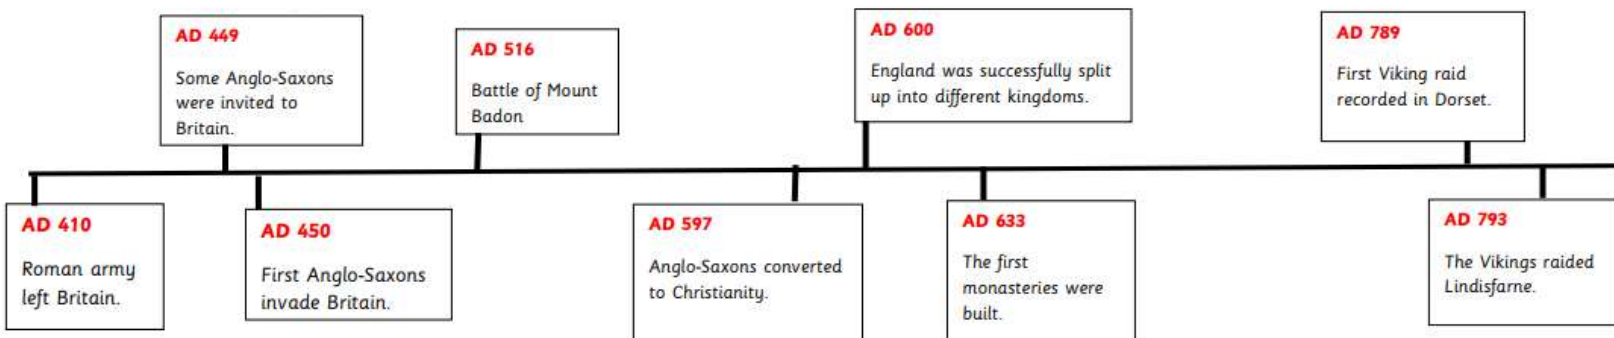 AD 449
Some Anglo-Saxons
were invited to
Britain.
AD 516
Battle of Mount
Badon
AD 600
England was successfully split
up into different kingdoms.
AD 789
First Viking raid
recorded in Dorset.
AD 410
Roman army
left Britain.
AD 450
First Anglo-Saxons
invade Britain.
AD 597
Anglo-Saxons converted
to Christianity.
AD 633
The first
monasteries were
built.
AD 793
The Vikings raided
Lindisfarne.